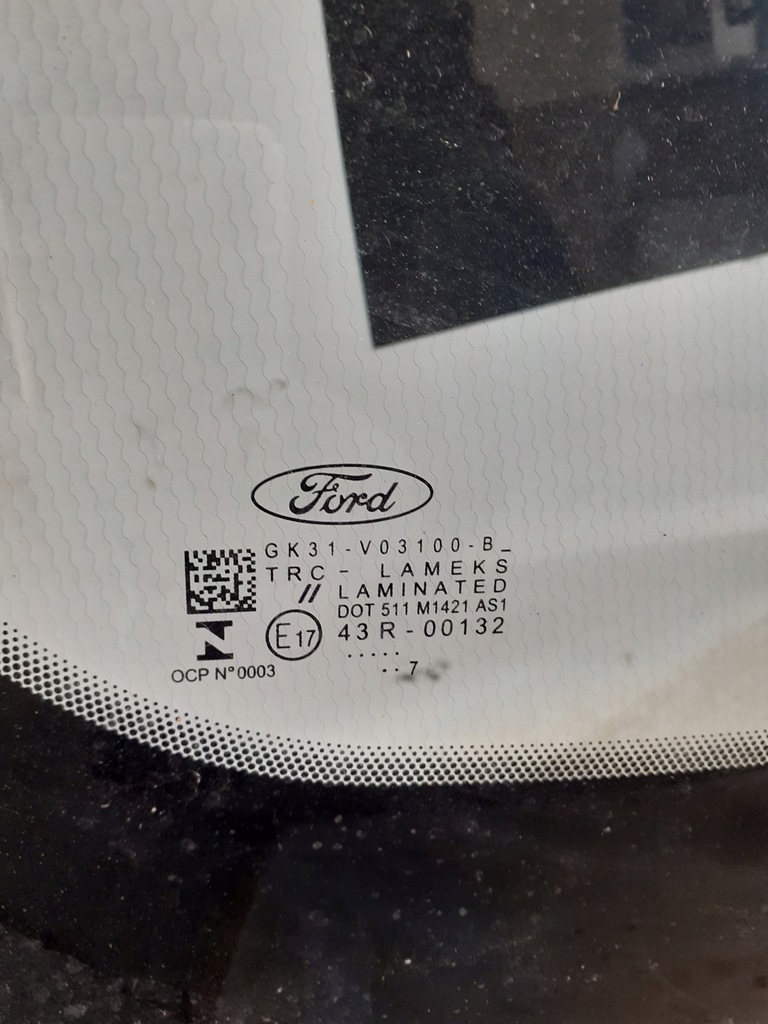 Ford
GK31-V03100-B_
TRC - LAMEKS
// LAMINATED
DOT 511 M1421 AS1
E17 43R-00132
.....
..7
OCP N°0003